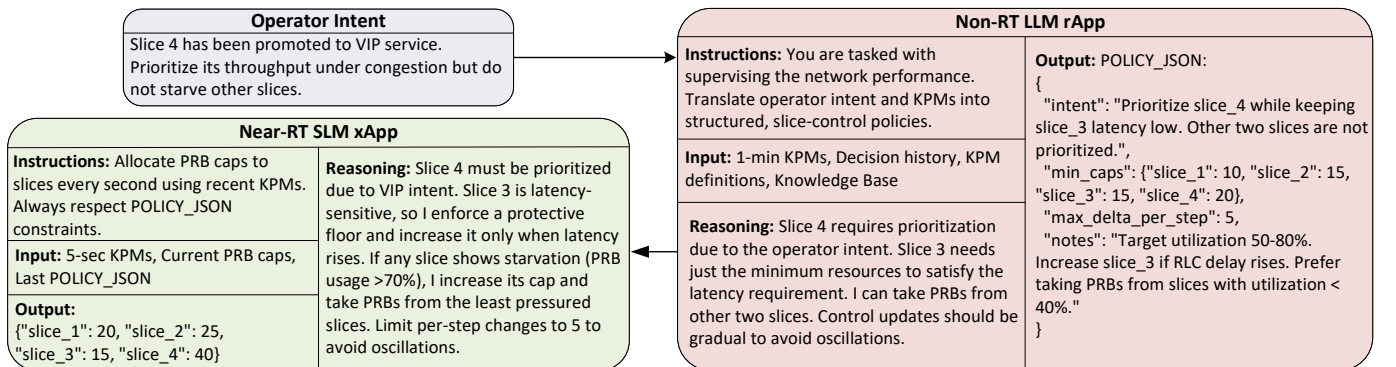 Operator Intent
Slice 4 has been promoted to VIP service.
Prioritize its throughput under congestion but do
not starve other slices.
Non-RT LLM rApp
Instructions: You are tasked with
supervising the network performance.
Translate operator intent and KPMs into
structured, slice-control policies.
Input: 1-min KPMs, Decision history, KPM
definitions, Knowledge Base
Reasoning: Slice 4 requires prioritization
due to the operator intent. Slice 3 needs
just the minimum resources to satisfy the
latency requirement. I can take PRBs from
other two slices. Control updates should be
gradual to avoid oscillations.
Output: POLICY_JSON:
{
"intent": "Prioritize slice_4 while keeping
slice_3 latency low. Other two slices are not
prioritized.",
"min_caps": {"slice_1": 10, "slice_2": 15,
"slice_3": 15, "slice_4": 20},
"max_delta_per_step": 5,
"notes": "Target utilization 50-80%.
Increase slice_3 if RLC delay rises. Prefer
taking PRBs from slices with utilization <
40%."
}
Near-RT SLM xApp
Instructions: Allocate PRB caps to
slices every second using recent KPMs.
Always respect POLICY_JSON
constraints.
Input: 5-sec KPMs, Current PRB caps,
Last POLICY_JSON
Output:
{"slice_1": 20, "slice_2": 25,
"slice_3": 15, "slice_4": 40}
Reasoning: Slice 4 must be prioritized
due to VIP intent. Slice 3 is latency-
sensitive, so I enforce a protective
floor and increase it only when latency
rises. If any slice shows starvation (PRB
usage >70%), I increase its cap and
take PRBs from the least pressured
slices. Limit per-step changes to 5 to
avoid oscillations.